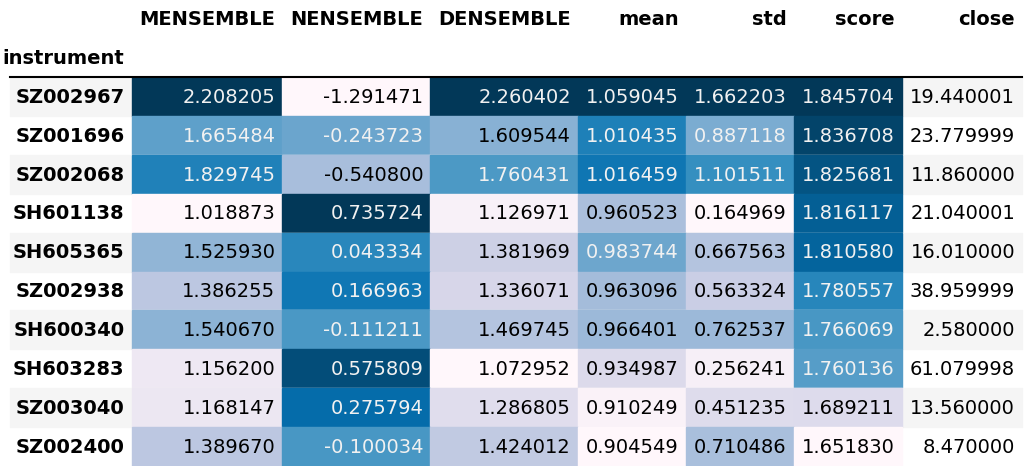 MENSEMBLE NENSEMBLE DENSEMBLE mean std score close
instrument
SZ002967 2.208205 -1.291471 2.260402 1.059045 1.662203 1.845704 19.440001
SZ001696 1.665484 -0.243723 1.609544 1.010435 0.887118 1.836708 23.779999
SZ002068 1.829745 -0.540800 1.760431 1.016459 1.101511 1.825681 11.860000
SH601138 1.018873 0.735724 1.126971 0.960523 0.164969 1.816117 21.040001
SH605365 1.525930 0.043334 1.381969 0.983744 0.667563 1.810580 16.010000
SZ002938 1.386255 0.166963 1.336071 0.963096 0.563324 1.780557 38.959999
SH600340 1.540670 -0.111211 1.469745 0.966401 0.762537 1.766069 2.580000
SH603283 1.156200 0.575809 1.072952 0.934987 0.256241 1.760136 61.079998
SZ003040 1.168147 0.275794 1.286805 0.910249 0.451235 1.689211 13.560000
SZ002400 1.389670 -0.100034 1.424012 0.904549 0.710486 1.651830 8.470000